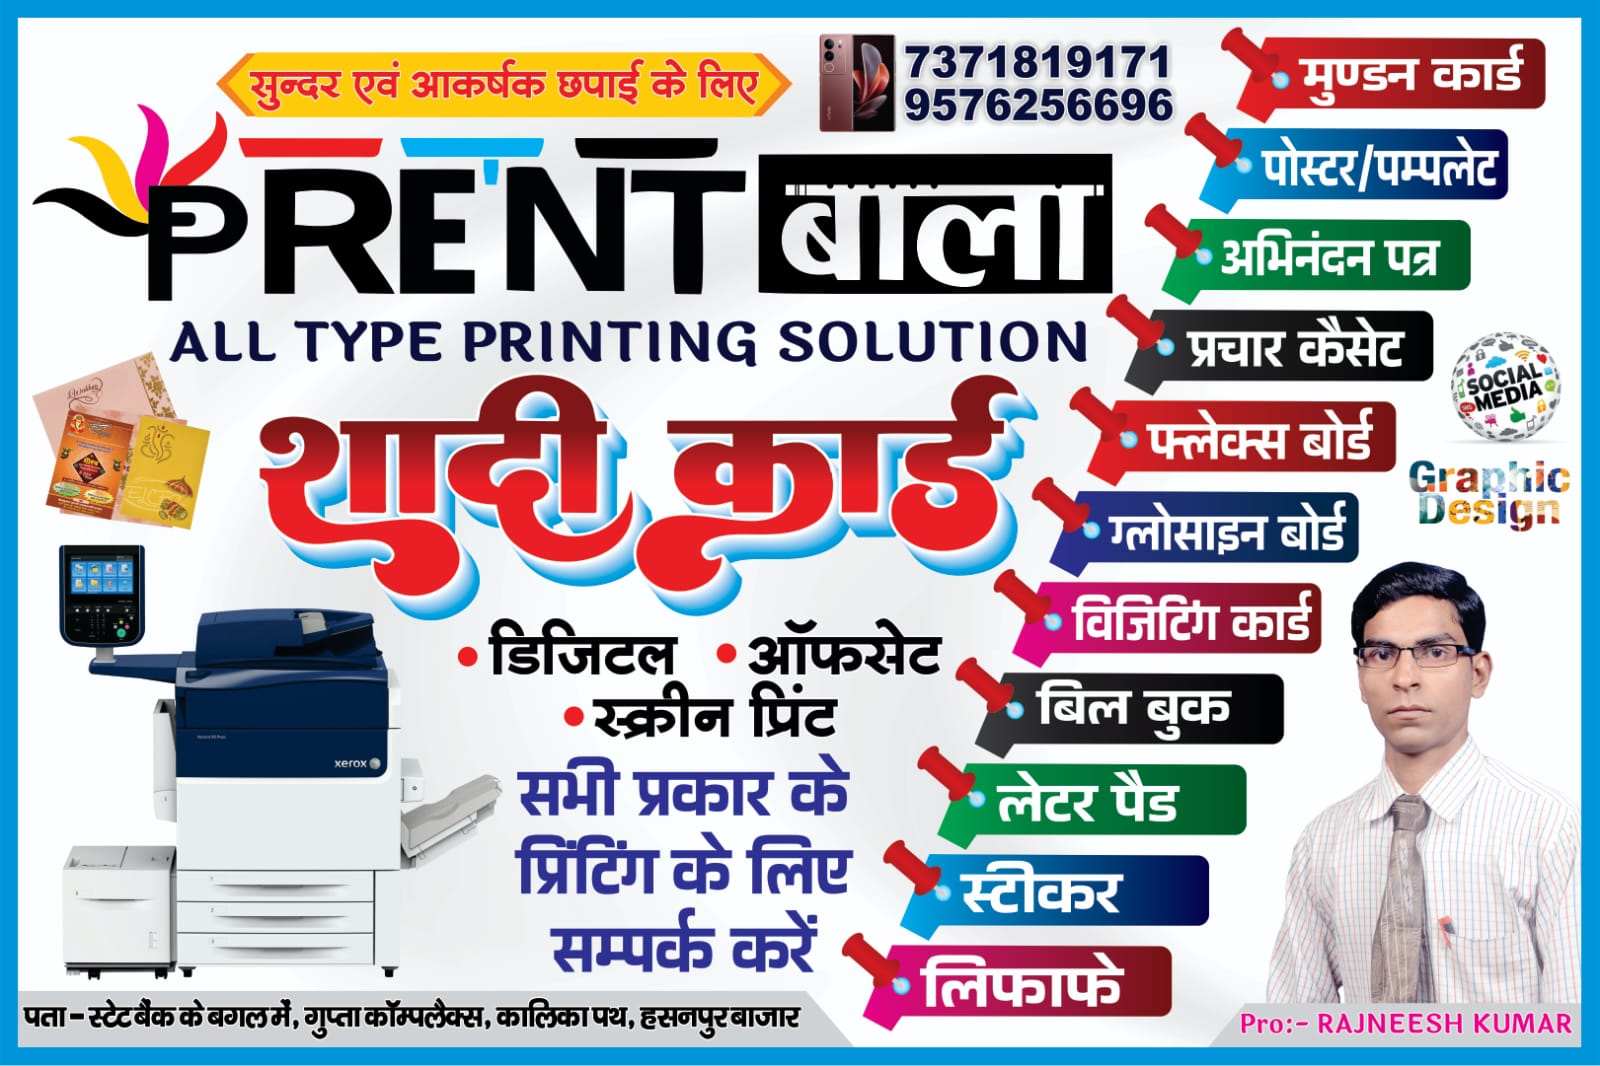 सुन्दर एवं आकर्षक छपाई के लिए
7371819171
9576256696
PRENT बाला
ALL TYPE PRINTING SOLUTION
शादी कार्ड
• डिजिटल • ऑफसेट
• स्क्रीन प्रिंट
सभी प्रकार के
प्रिंटिंग के लिए
सम्पर्क करें
मुण्डन कार्ड
पोस्टर/पम्पलेट
अभिनंदन पत्र
प्रचार कैसेट
फ्लेक्स बोर्ड
ग्लोसाइन बोर्ड
विजिटिंग कार्ड
बिल बुक
लेटर पैड
स्टीकर
लिफाफे
SOCIAL
MEDIA
Graphic
Design
xerox
पता – स्टेट बैंक के बगल में, गुप्ता कॉम्पलैक्स, कालिका पथ, हसनपुर बाजार
Pro:- RAJNEESH KUMAR